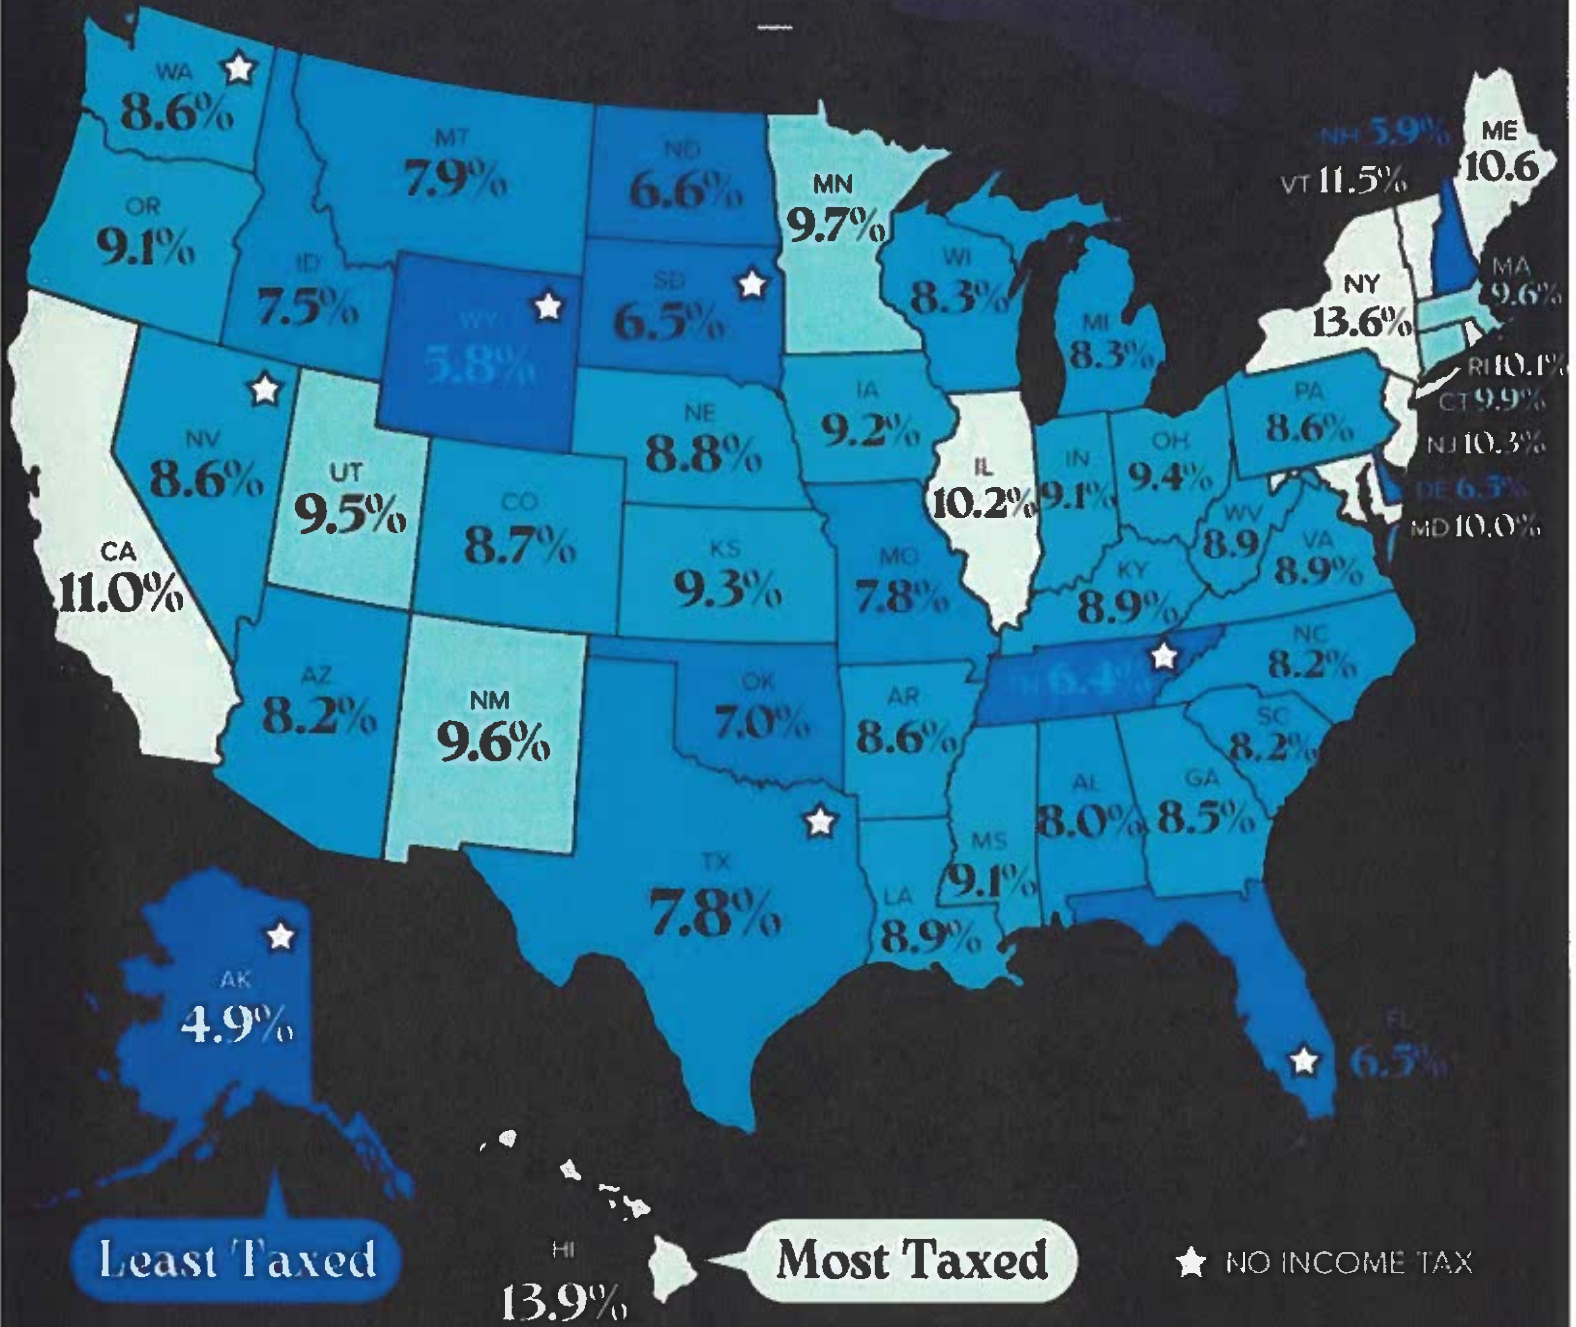 WA
8.6%
MT
7.9%
ND
6.6%
MN
9.7%
NH 5.9%
VT 11.5%
ME
10.6
OR
9.1%
ID
7.5%
WY
5.8%
SD
6.5%
WI
8.3%
MI
8.3%
NY
13.6%
MA
9.6%
RI 10.1%
CT 9.9%
NJ 10.3%
DE 6.5%
MD 10.0%
NV
8.6%
UT
9.5%
CO
8.7%
NE
8.8%
IA
9.2%
IL
10.2%
IN
9.1%
OH
9.4%
PA
8.6%
CA
11.0%
KS
9.3%
MO
7.8%
KY
8.9%
WV
8.9
VA
8.9%
AZ
8.2%
NM
9.6%
OK
7.0%
AR
8.6%
TN 6.4%
NC
8.2%
SC
8.2%
TX
7.8%
LA
8.9%
MS
9.1%
AL
8.0%
GA
8.5%
FL
6.5%
AK
4.9%
Least Taxed
HI
13.9%
Most Taxed
NO INCOME TAX